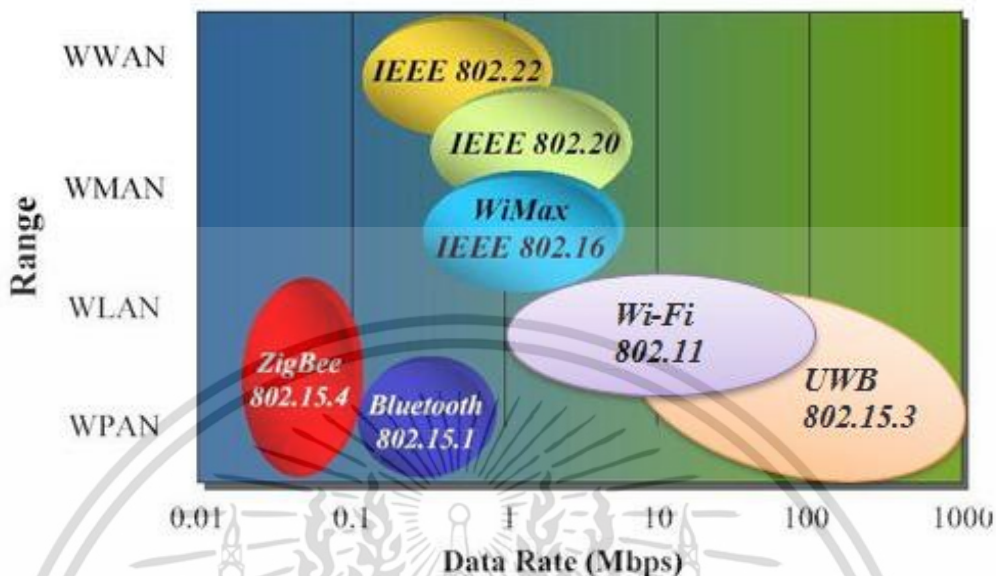 WWAN
IEEE 802.22
IEEE 802.20
WMAN
WiMax
IEEE 802.16
Range
WLAN
Wi-Fi
802.11
ZigBee
802.15.4
Bluetooth
802.15.1
UWB
802.15.3
WPAN
0.01 0.1 1 10 100 1000
Data Rate (Mbps)